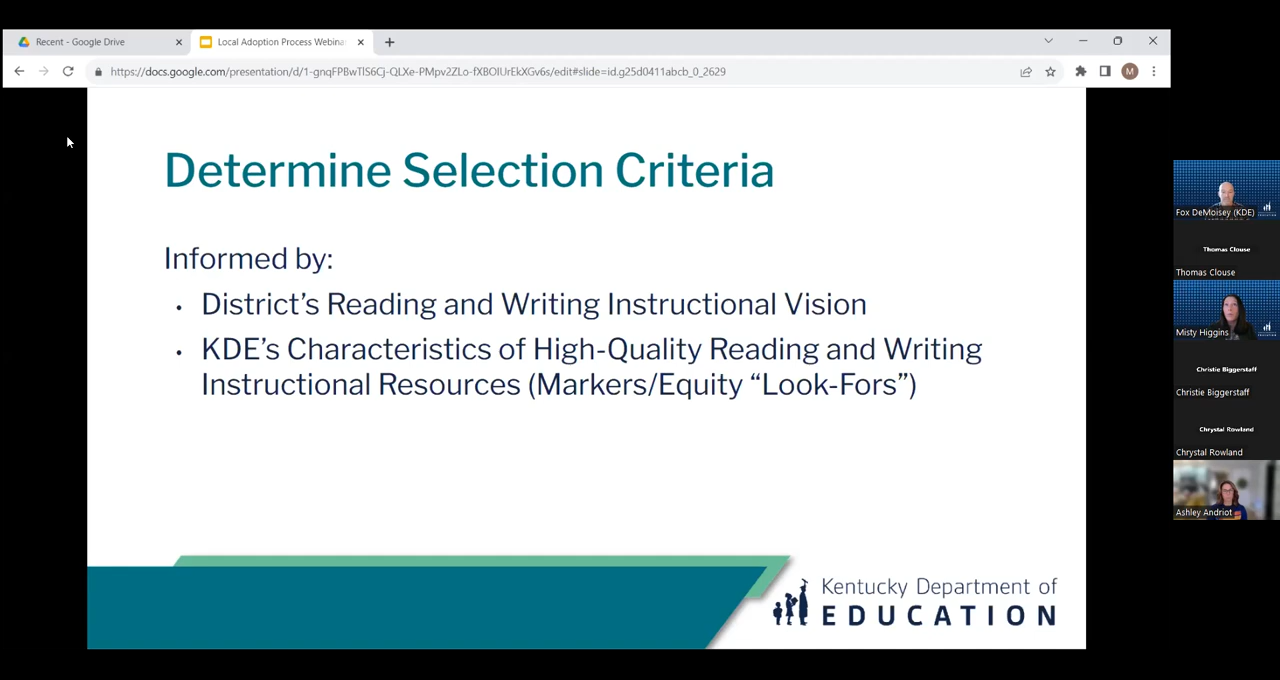 Recent - Google Drive
Local Adoption Process Webina
https://docs.google.com/presentation/d/1-gnqFPBwTlS6Cj-QLXe-PMpv2ZLo-fXBOIUrEkXGv6s/edit#slide=id.g25d0411abcb_0_2629
M
Determine Selection Criteria
Informed by:
• District’s Reading and Writing Instructional Vision
• KDE’s Characteristics of High-Quality Reading and Writing
Instructional Resources (Markers/Equity “Look-Fors”)
Kentucky Department of
EDUCATION
Fox DeMoisey (KDE)
Thomas Clouse
Thomas Clouse
Misty Higgins
Christie Biggerstaff
Christie Biggerstaff
Chrystal Rowland
Chrystal Rowland
Ashley Andriot